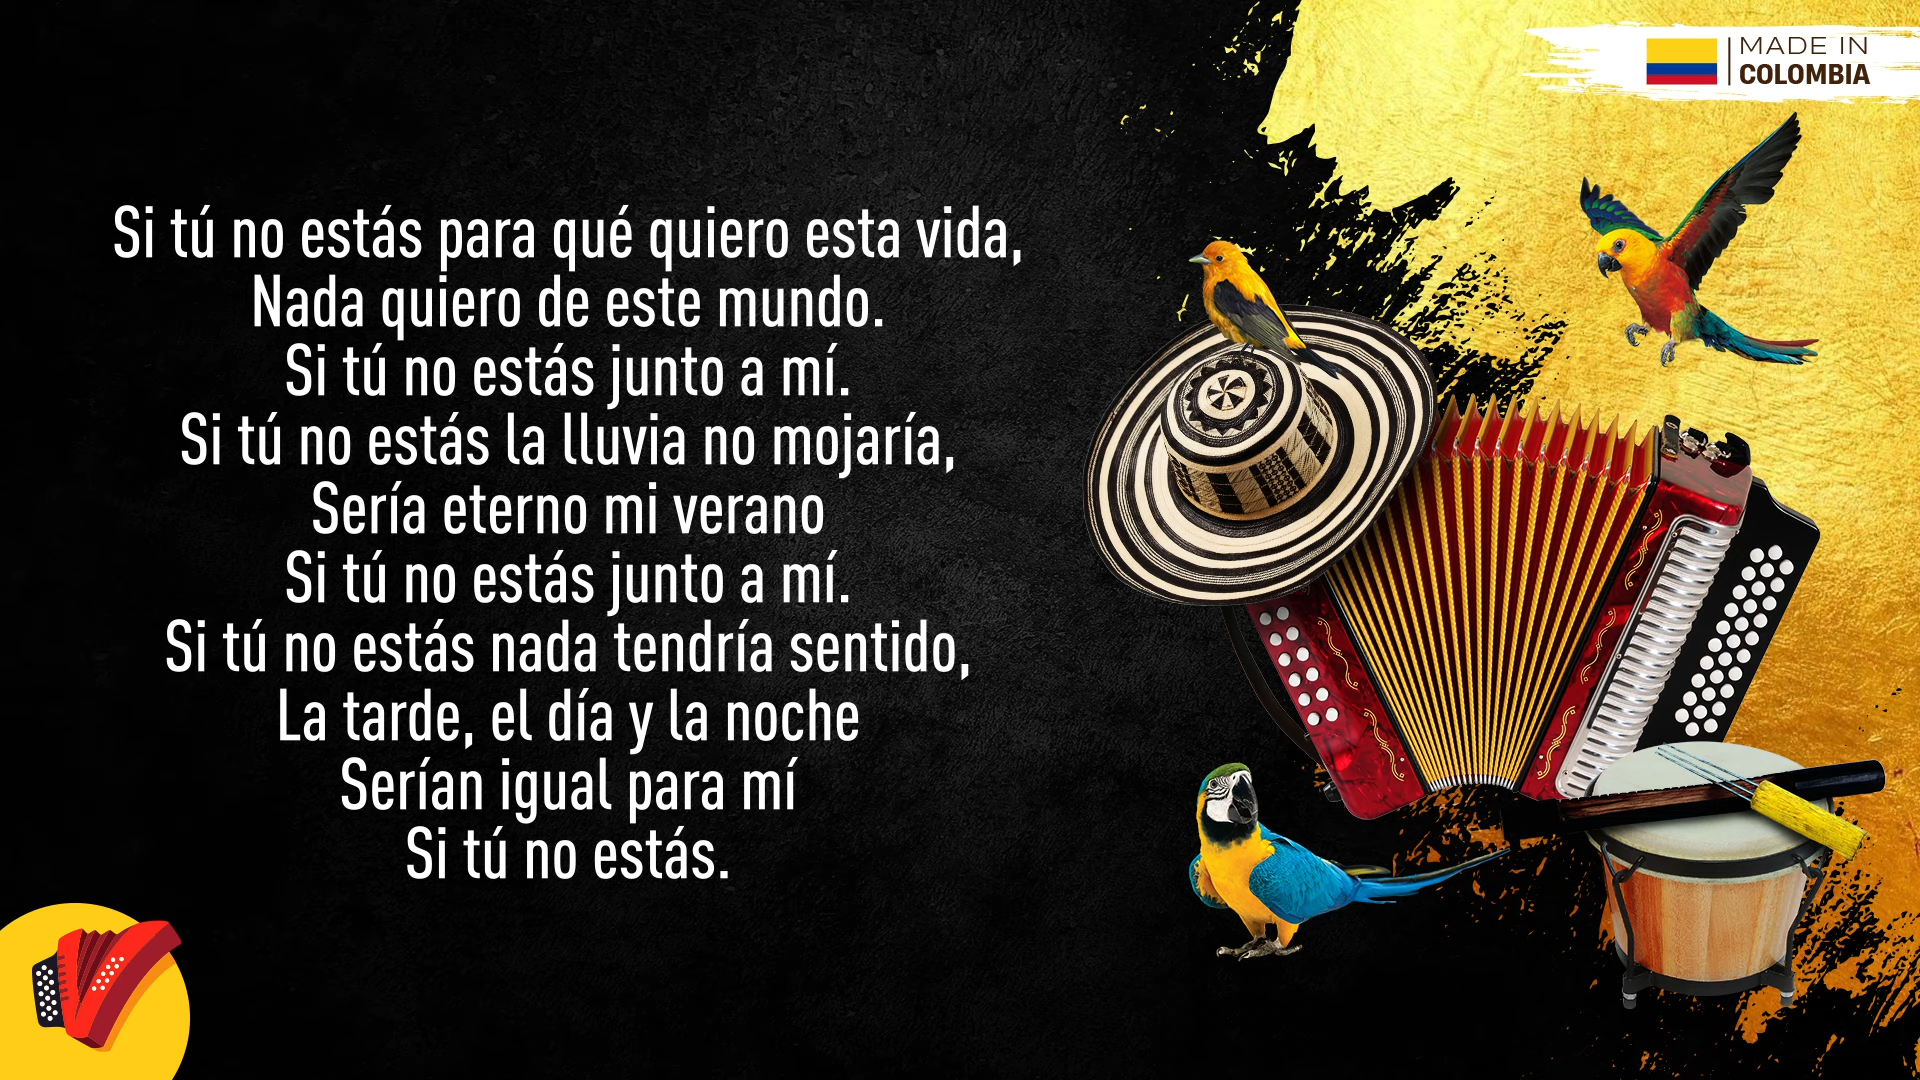 MADE IN
COLOMBIA
Si tú no estás para qué quiero esta vida,
Nada quiero de este mundo.
Si tú no estás junto a mí.
Si tú no estás la lluvia no mojaría,
Sería eterno mi verano
Si tú no estás junto a mí.
Si tú no estás nada tendría sentido,
La tarde, el día y la noche
Serían igual para mí
Si tú no estás.